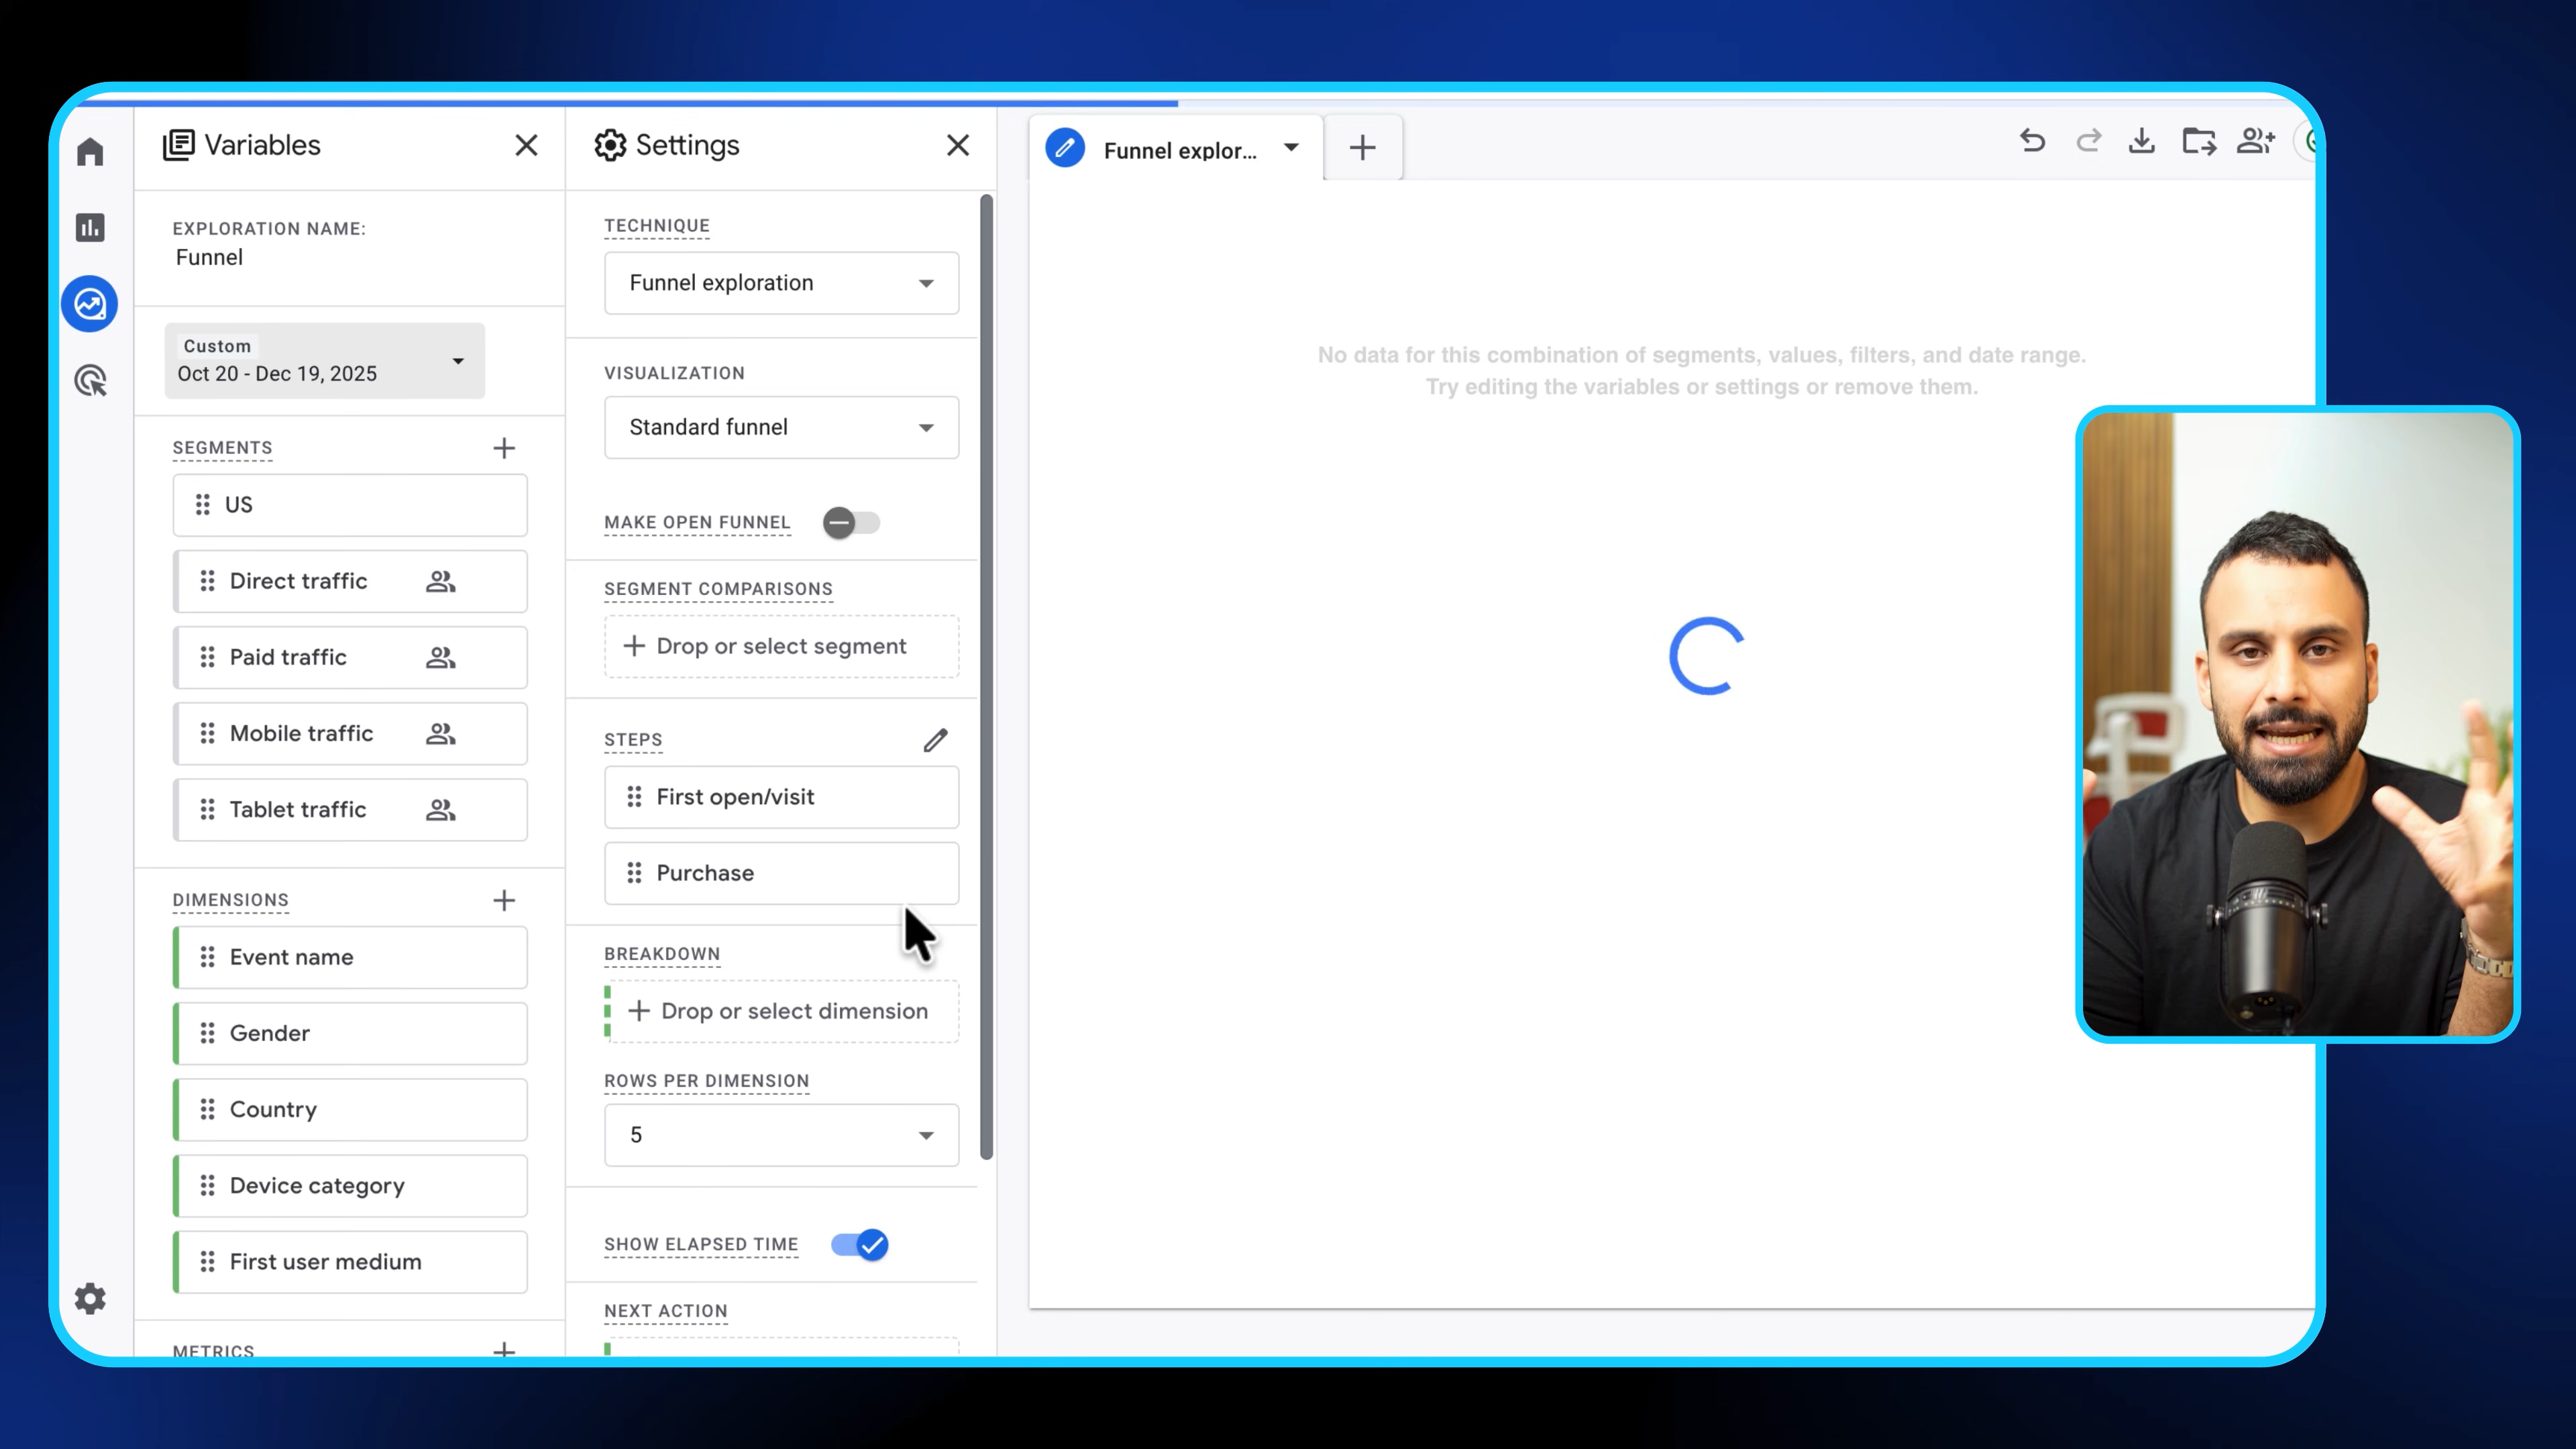 Variables
EXPLORATION NAME:
Funnel
Custom
Oct 20 - Dec 19, 2025
SEGMENTS
US
Direct traffic
Paid traffic
Mobile traffic
Tablet traffic
DIMENSIONS
Event name
Gender
Country
Device category
First user medium
METRICS
Settings
TECHNIQUE
Funnel exploration
VISUALIZATION
Standard funnel
MAKE OPEN FUNNEL
SEGMENT COMPARISONS
Drop or select segment
STEPS
First open/visit
Purchase
BREAKDOWN
Drop or select dimension
ROWS PER DIMENSION
5
SHOW ELAPSED TIME
NEXT ACTION
Funnel explor...
No data for this combination of segments, values, filters, and date range.
Try editing the variables or settings or remove them.